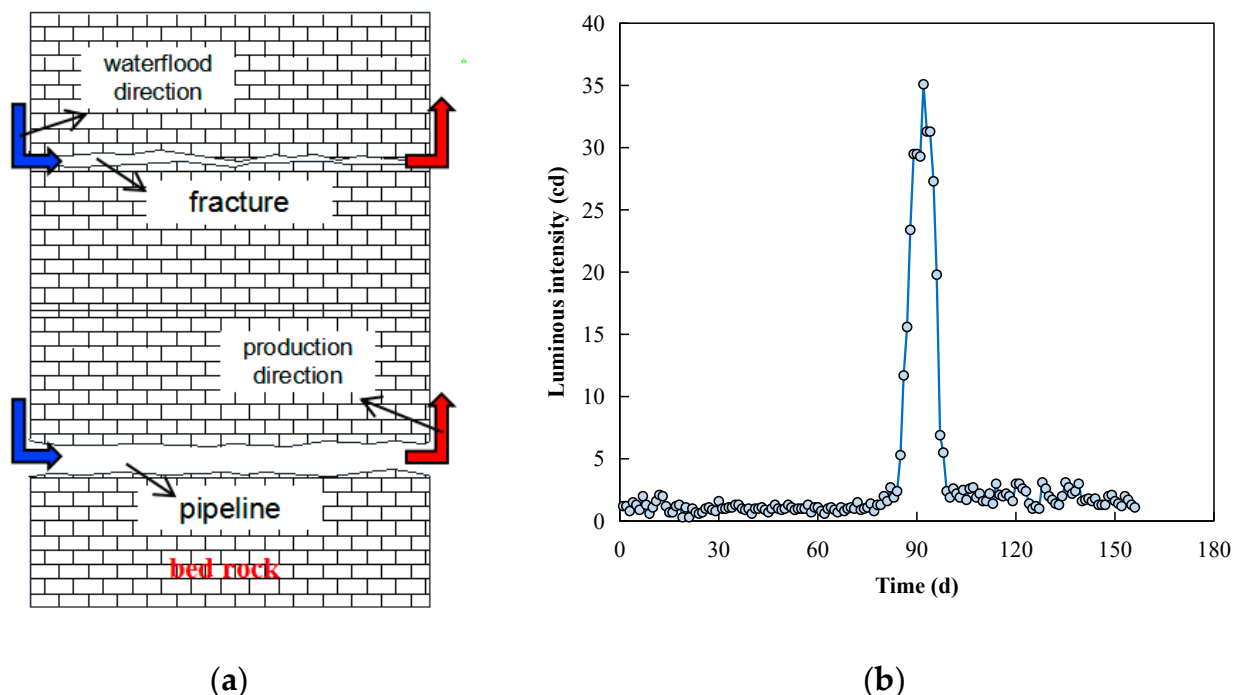 waterflood
direction
fracture
production
direction
pipeline
bed rock
(a)
Luminous intensity (cd)
40
35
30
25
20
15
10
5
0
0 30 60 90 120 150 180
Time (d)
(b)